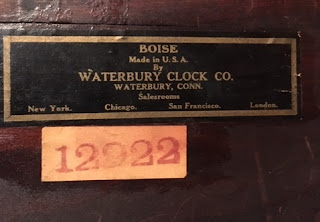 BOISE
Made in U.S.A.
By
WATERBURY CLOCK CO.
WATERBURY, CONN.
Salesrooms
New York. Chicago. San Francisco. London.
12922